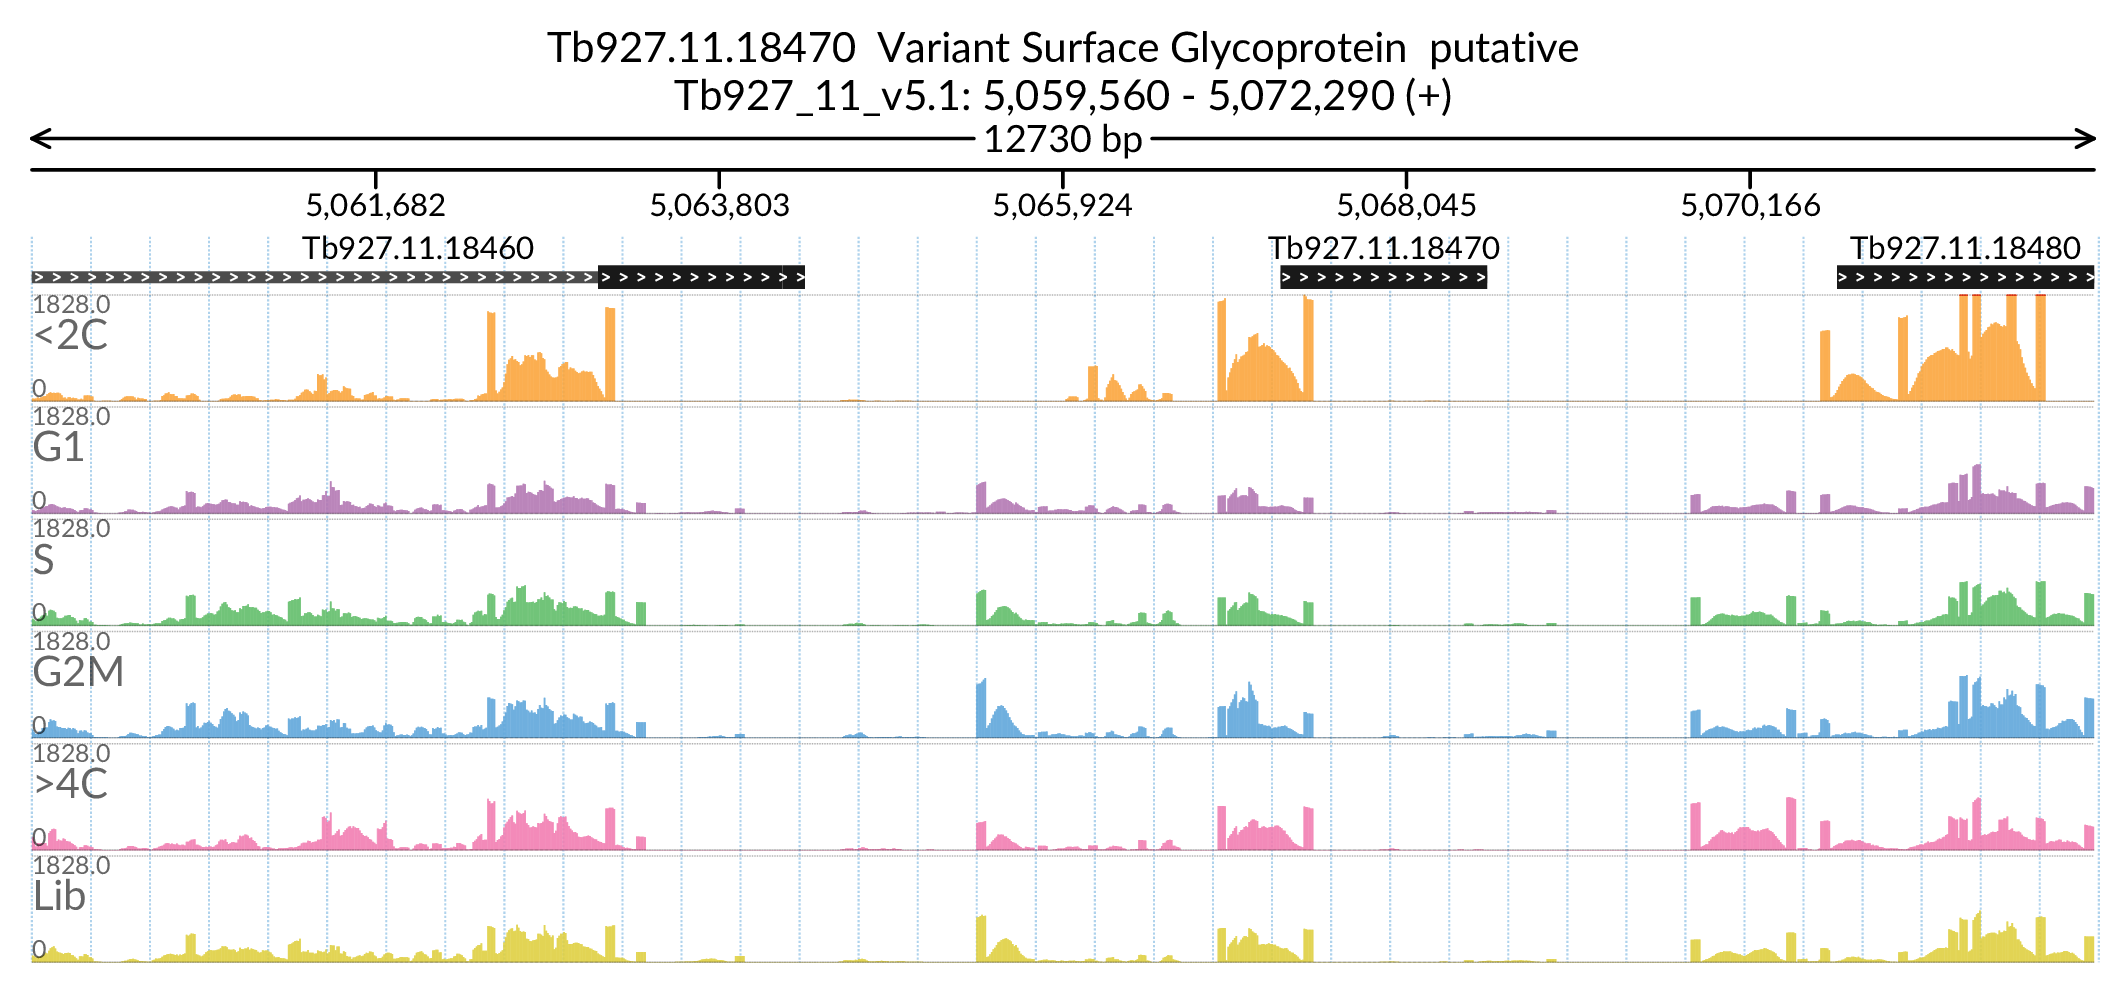 Tb927.11.18470 Variant Surface Glycoprotein putative
Tb927_11_v5.1: 5,059,560 - 5,072,290 (+)
12730 bp
5,061,682 5,063,803 5,065,924 5,068,045 5,070,166
Tb927.11.18460 Tb927.11.18470 Tb927.11.18480
1828.0
<2C
0
1828.0
G1
0
1828.0
S
0
1828.0
G2M
0
1828.0
>4C
0
1828.0
Lib
0